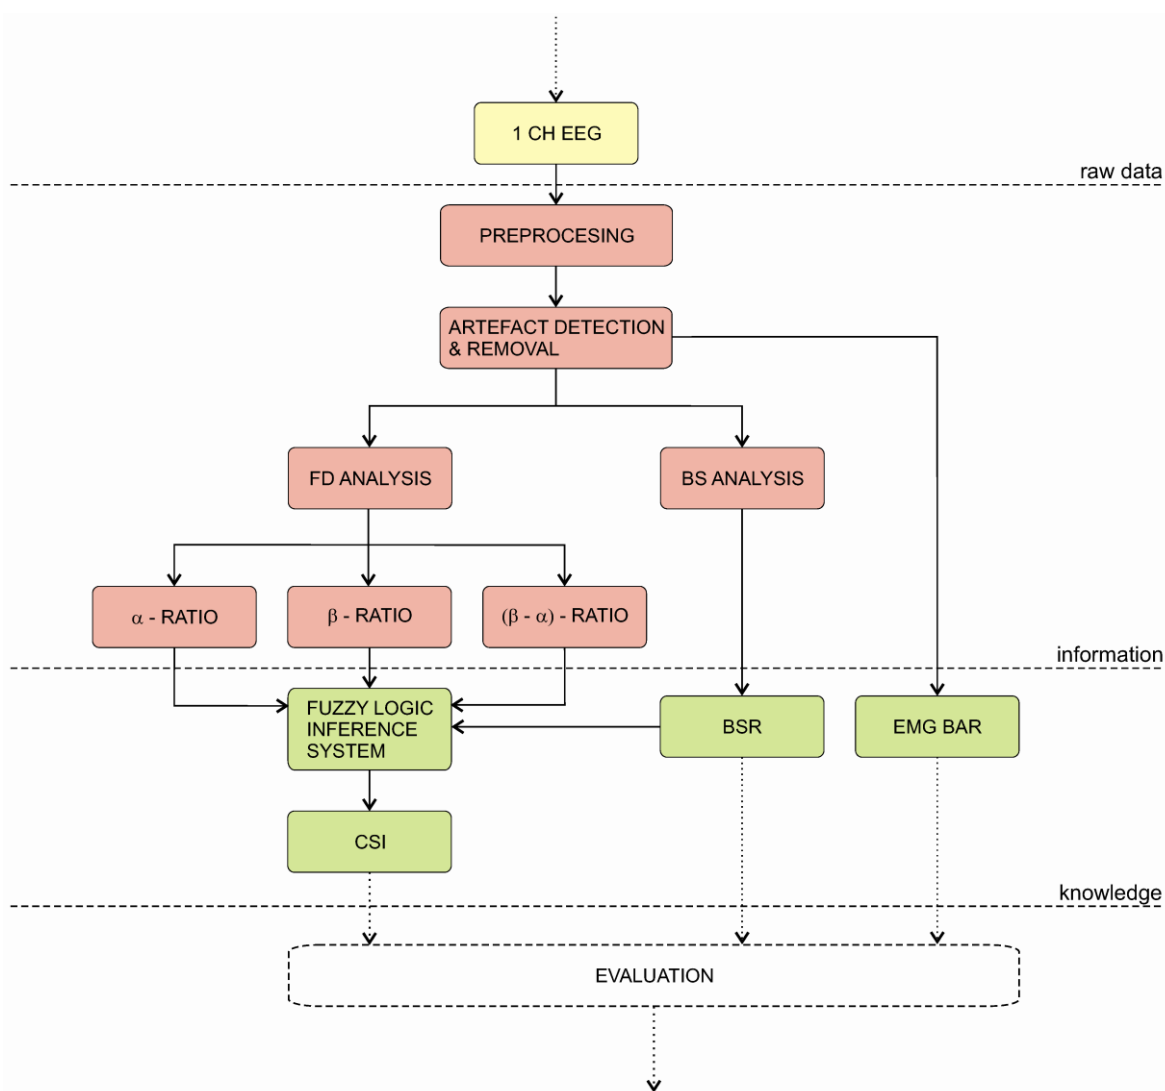 1 CH EEG
raw data
PREPROCESING
ARTEFACT DETECTION
& REMOVAL
FD ANALYSIS
BS ANALYSIS
α - RATIO
β - RATIO
(β - α) - RATIO
information
FUZZY LOGIC
INFERENCE
SYSTEM
BSR
EMG BAR
CSI
knowledge
EVALUATION